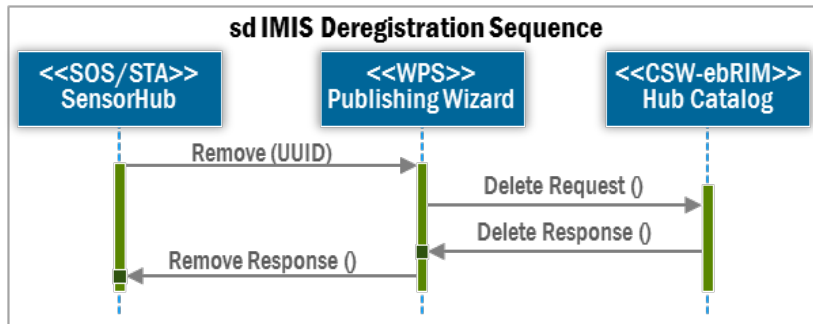 sd IMIS Deregistration Sequence
<<SOS/STA>>
SensorHub
<<WPS>>
Publishing Wizard
<<CSW-ebRIM>>
Hub Catalog
Remove (UUID)
Delete Request ()
Delete Response ()
Remove Response ()